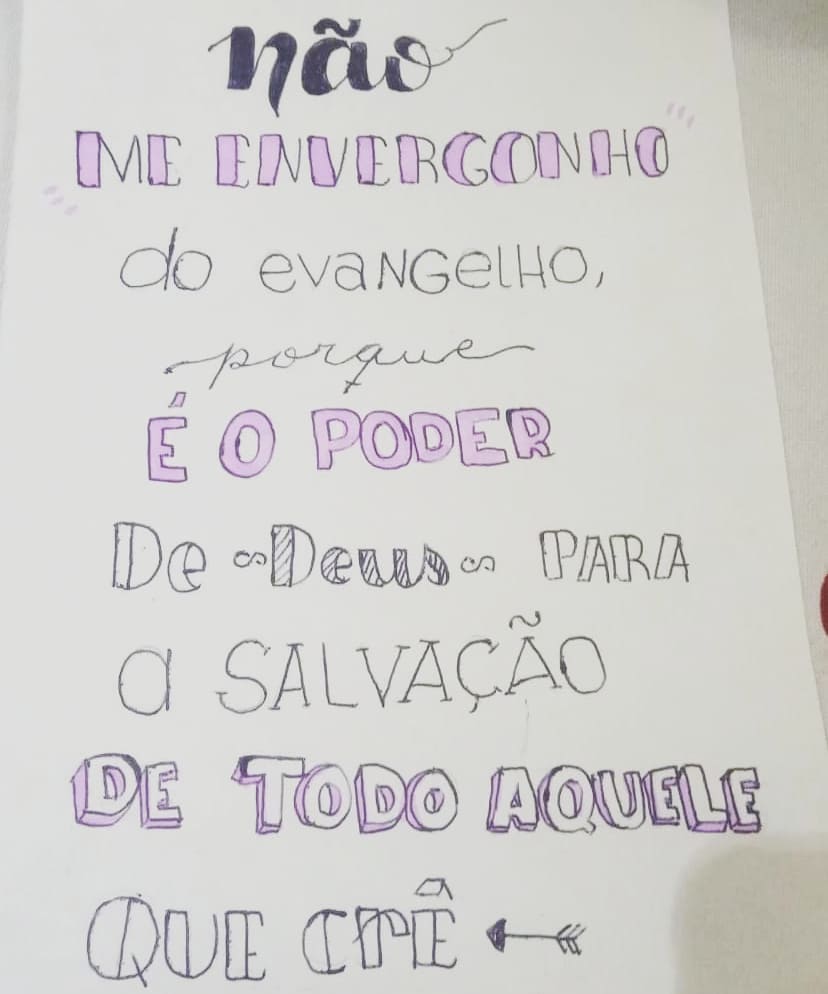 não
ME ENVERGONHO
do evangelho,
porque
É O PODER
De Deus PARA
a SALVAÇÃO
DE TODO AQUELE
QUE CrÊ